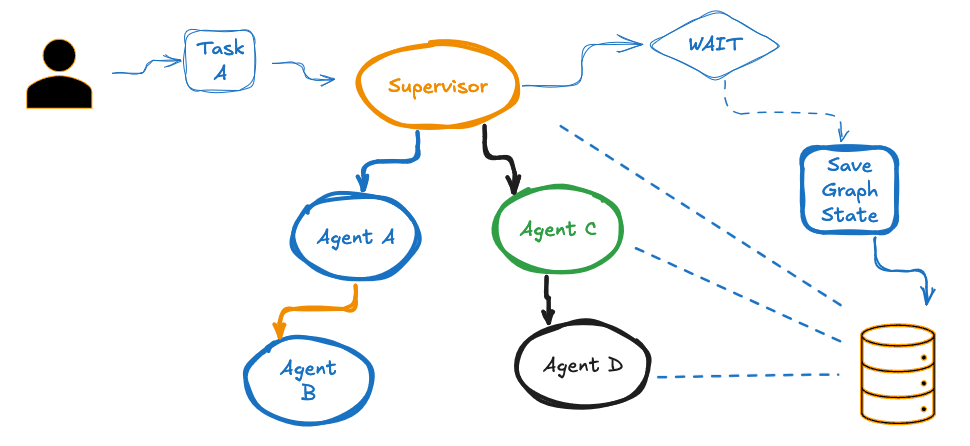 Task
A
Supervisor
WAIT
Save
Graph
State
Agent A
Agent C
Agent
B
Agent D